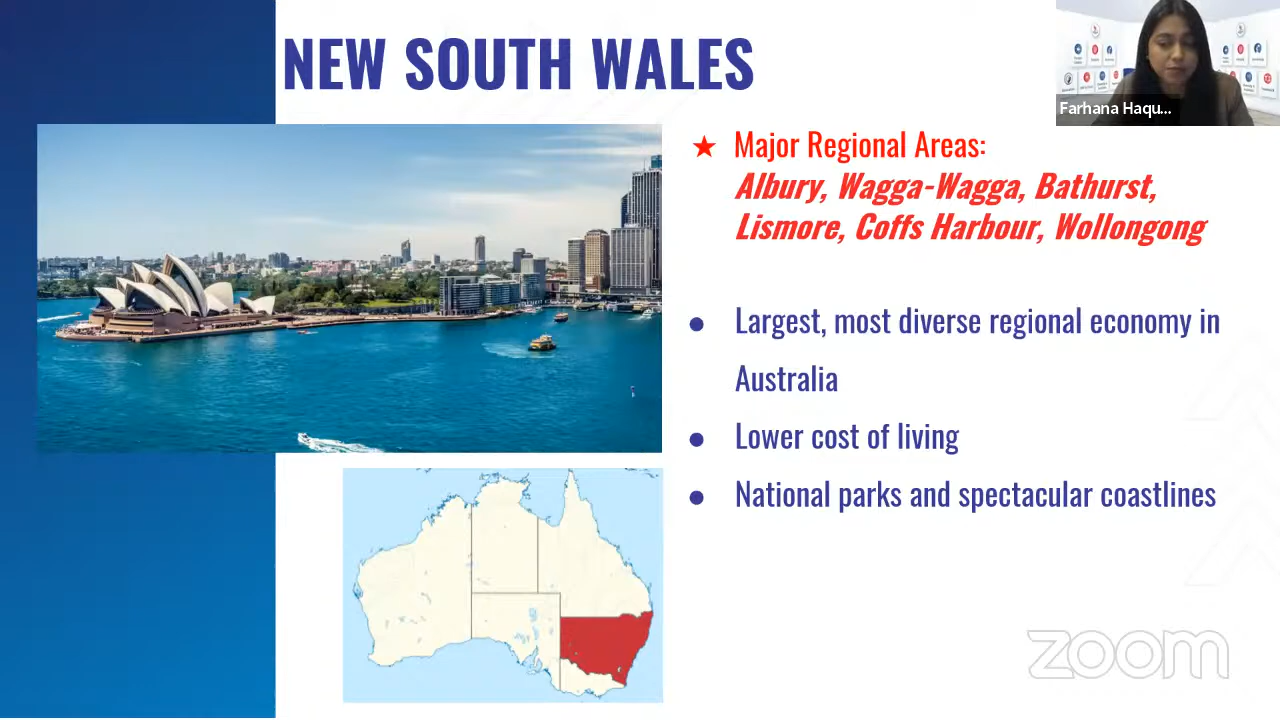 NEW SOUTH WALES
Farhana Haqu...
★ Major Regional Areas:
Albury, Wagga-Wagga, Bathurst,
Lismore, Coffs Harbour, Wollongong
● Largest, most diverse regional economy in
Australia
● Lower cost of living
● National parks and spectacular coastlines
zoom